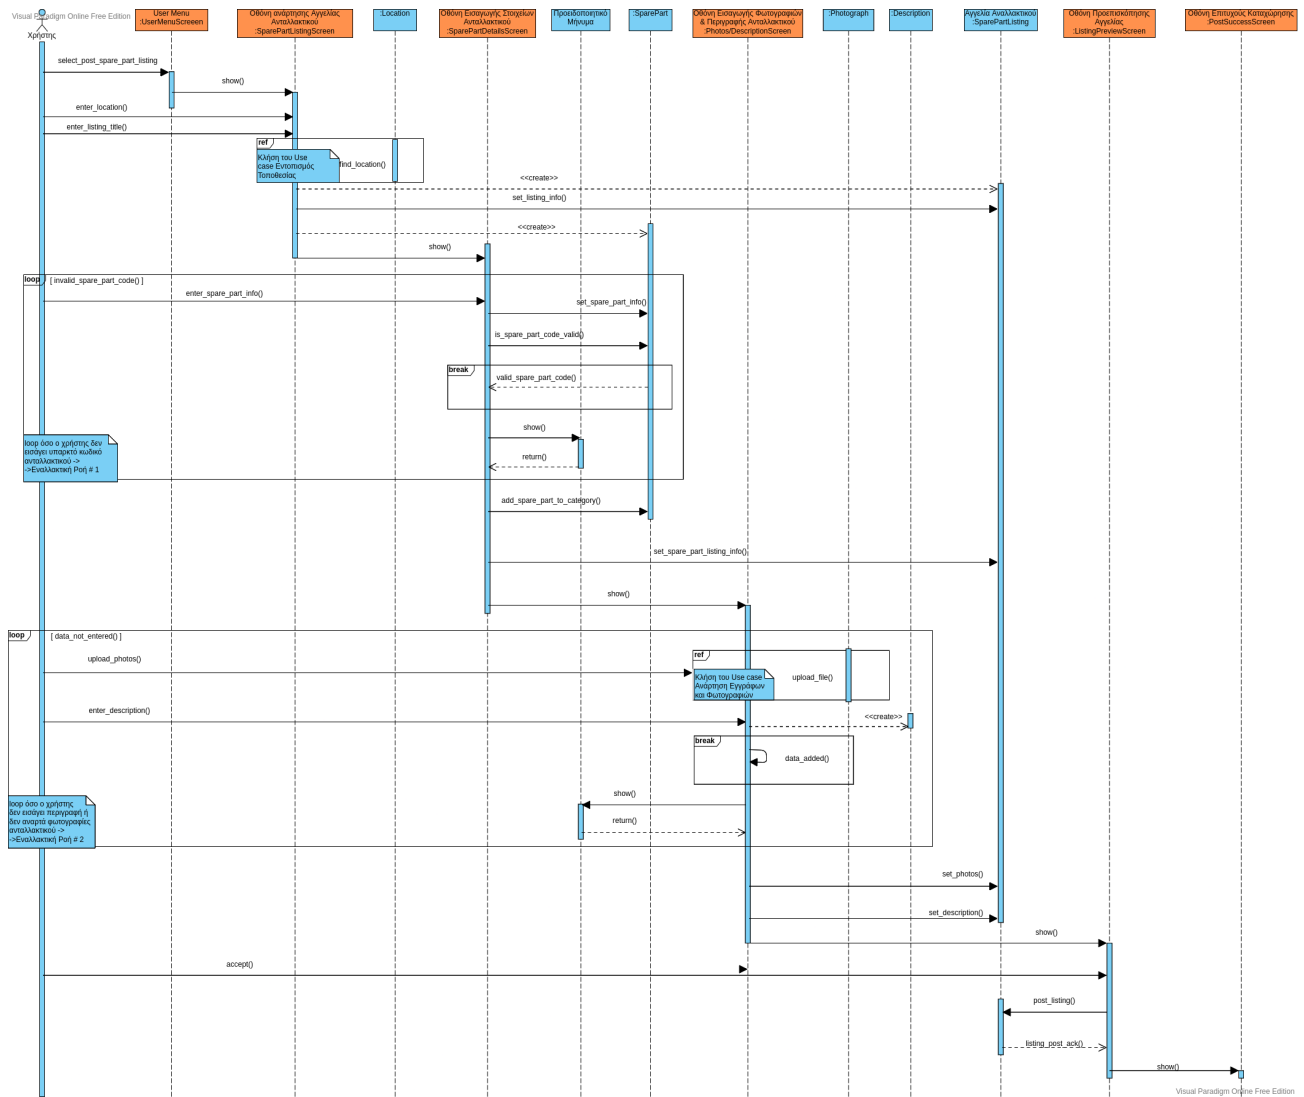 Visual Paradigm Online Free Edition
Χρήστης
User Menu
:UserMenuScreen
Οθόνη ανάρτησης Αγγελίας
Ανταλλακτικού
:SparePartListingScreen
:Location
Οθόνη Εισαγωγής Στοιχείων
Ανταλλακτικού
:SparePartDetailsScreen
Προειδοποιητικό
Μήνυμα
:SparePart
Οθόνη Εισαγωγής Φωτογραφιών
& Περιγραφής Ανταλλακτικού
:Photos/DescriptionScreen
:Photograph
:Description
Αγγελία Αναλλακτικού
:SparePartListing
Οθόνη Προεπισκόπησης
Αγγελίας
:ListingPreviewScreen
Οθόνη Επιτυχούς Καταχώρησης
:PostSuccessScreen
select_post_spare_part_listing
show()
enter_location()
enter_listing_title()
ref
Κλήση του Use
case Εντοπισμός
Τοποθεσίας
find_location()
<<create>>
set_listing_info()
<<create>>
show()
loop
[ invalid_spare_part_code() ]
enter_spare_part_info()
set_spare_part_info()
is_spare_part_code_valid()
break
valid_spare_part_code()
show()
return()
loop όσο ο χρήστης δεν
εισάγει υπαρκτό κωδικό
ανταλλακτικού ->
->Εναλλακτική Ροή # 1
add_spare_part_to_category()
set_spare_part_listing_info()
show()
loop
[ data_not_entered() ]
upload_photos()
ref
Κλήση του Use case
Ανάρτηση Εγγράφων
και Φωτογραφιών
upload_file()
enter_description()
<<create>>
break
data_added()
show()
return()
loop όσο ο χρήστης
δεν εισάγει περιγραφή ή
δεν αναρτά φωτογραφίες
ανταλλακτικού ->
->Εναλλακτική Ροή # 2
set_photos()
set_description()
show()
accept()
post_listing()
listing_post_ack()
show()
Visual Paradigm Online Free Edition